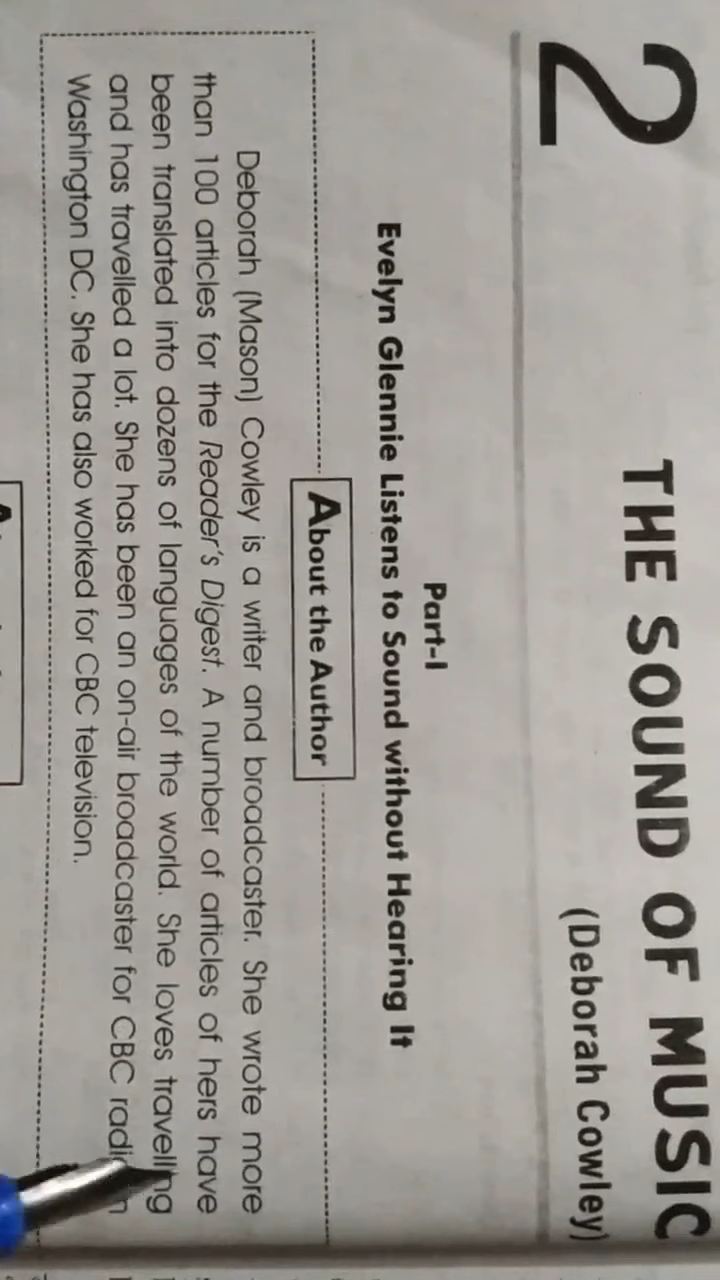 2
THE SOUND OF MUSIC
(Deborah Cowley)
Part-I
Evelyn Glennie Listens to Sound without Hearing It
About the Author
Deborah (Mason) Cowley is a writer and broadcaster. She wrote more
than 100 articles for the Reader's Digest. A number of articles of hers have
been translated into dozens of languages of the world. She loves travelling
and has travelled a lot. She has been an on-air broadcaster for CBC radio in
Washington DC. She has also worked for CBC television.